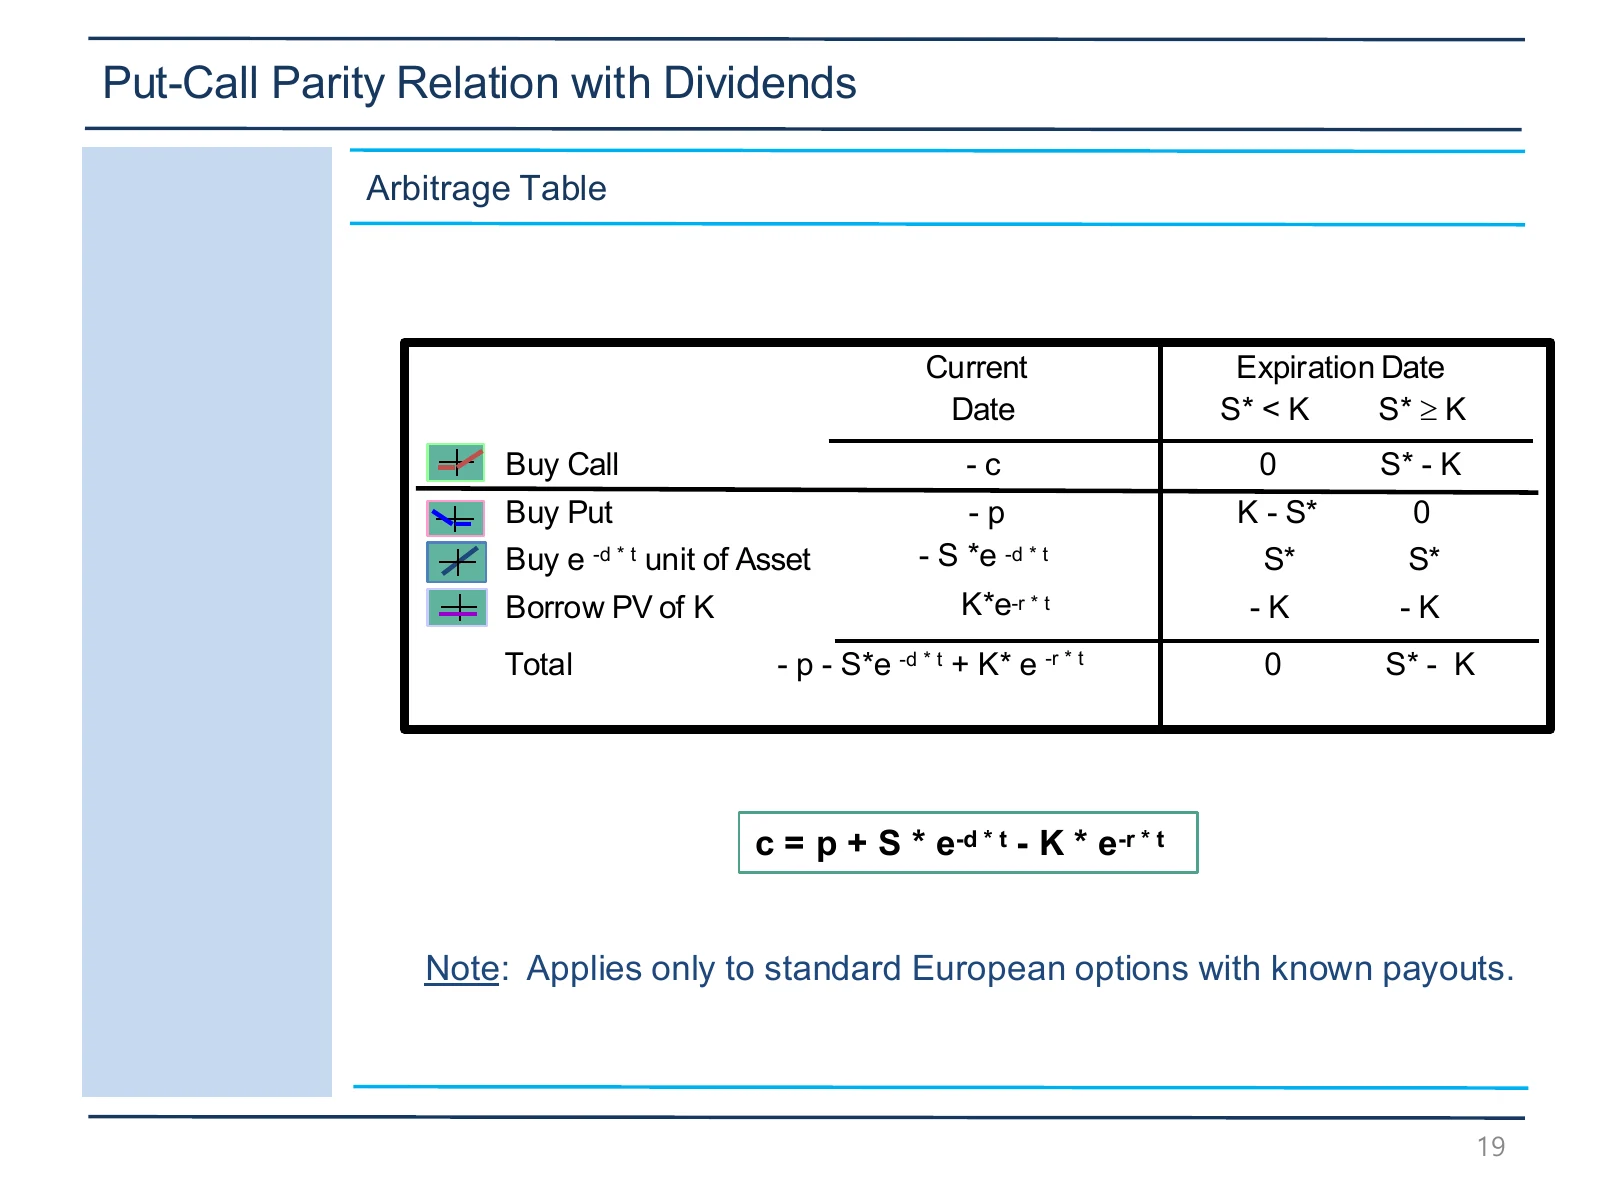 Put-Call Parity Relation with Dividends
Arbitrage Table
Current Expiration Date
Date S* < K S* ≥ K
Buy Call - c 0 S* - K
Buy Put - p K - S* 0
Buy e -d * t unit of Asset - S *e -d * t S* S*
Borrow PV of K K*e-r * t - K - K
Total - p - S*e -d * t + K* e -r * t 0 S* - K
c = p + S * e-d * t - K * e-r * t
Note: Applies only to standard European options with known payouts.
19